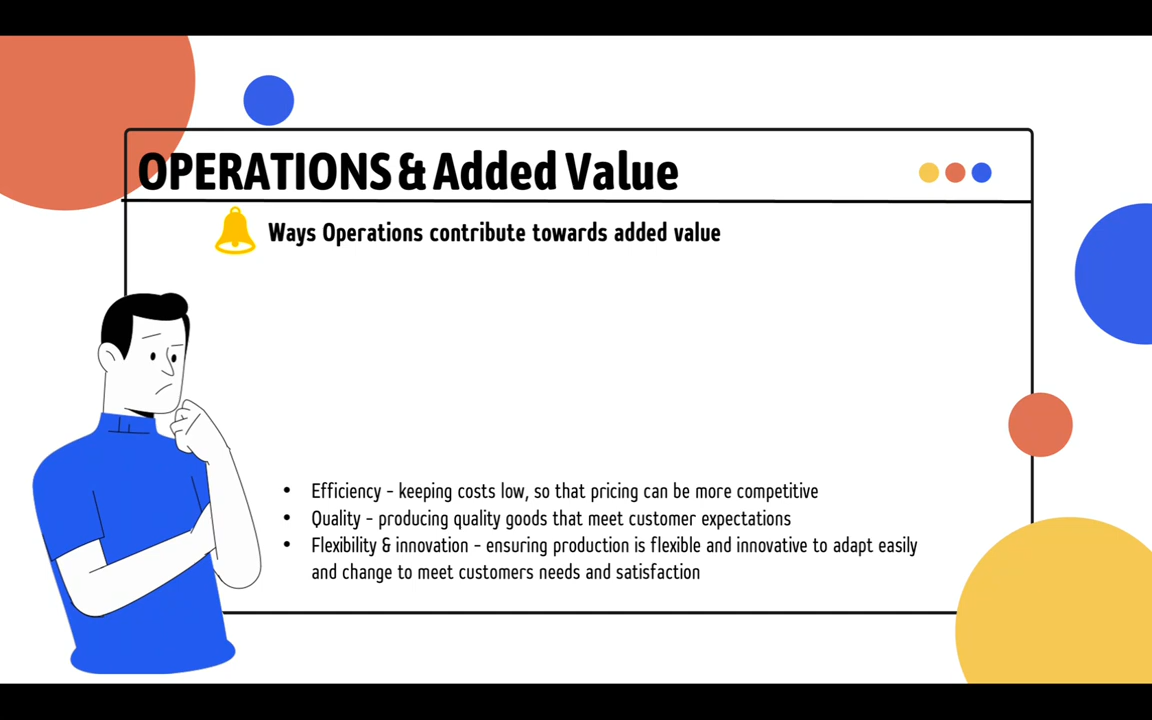 OPERATIONS & Added Value
Ways Operations contribute towards added value
• Efficiency - keeping costs low, so that pricing can be more competitive
• Quality - producing quality goods that meet customer expectations
• Flexibility & innovation - ensuring production is flexible and innovative to adapt easily
and change to meet customers needs and satisfaction